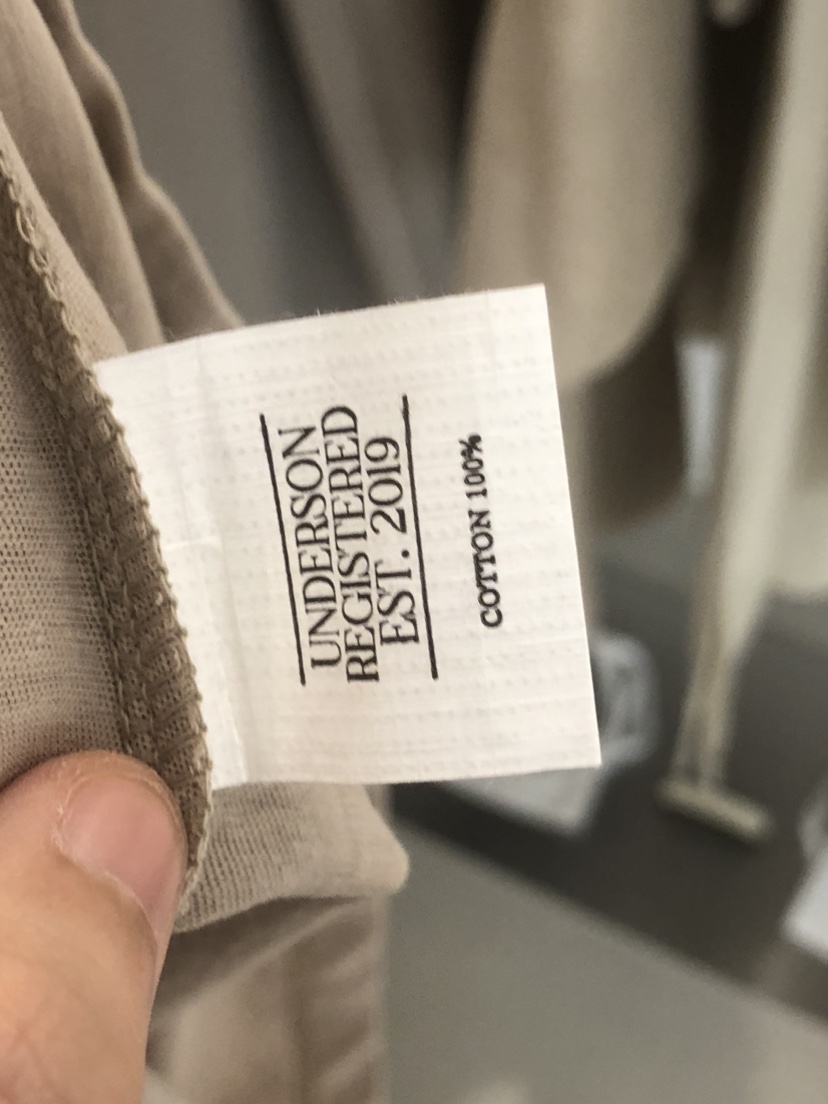 UNDERSON
REGISTERED
EST. 2019
COTTON 100%